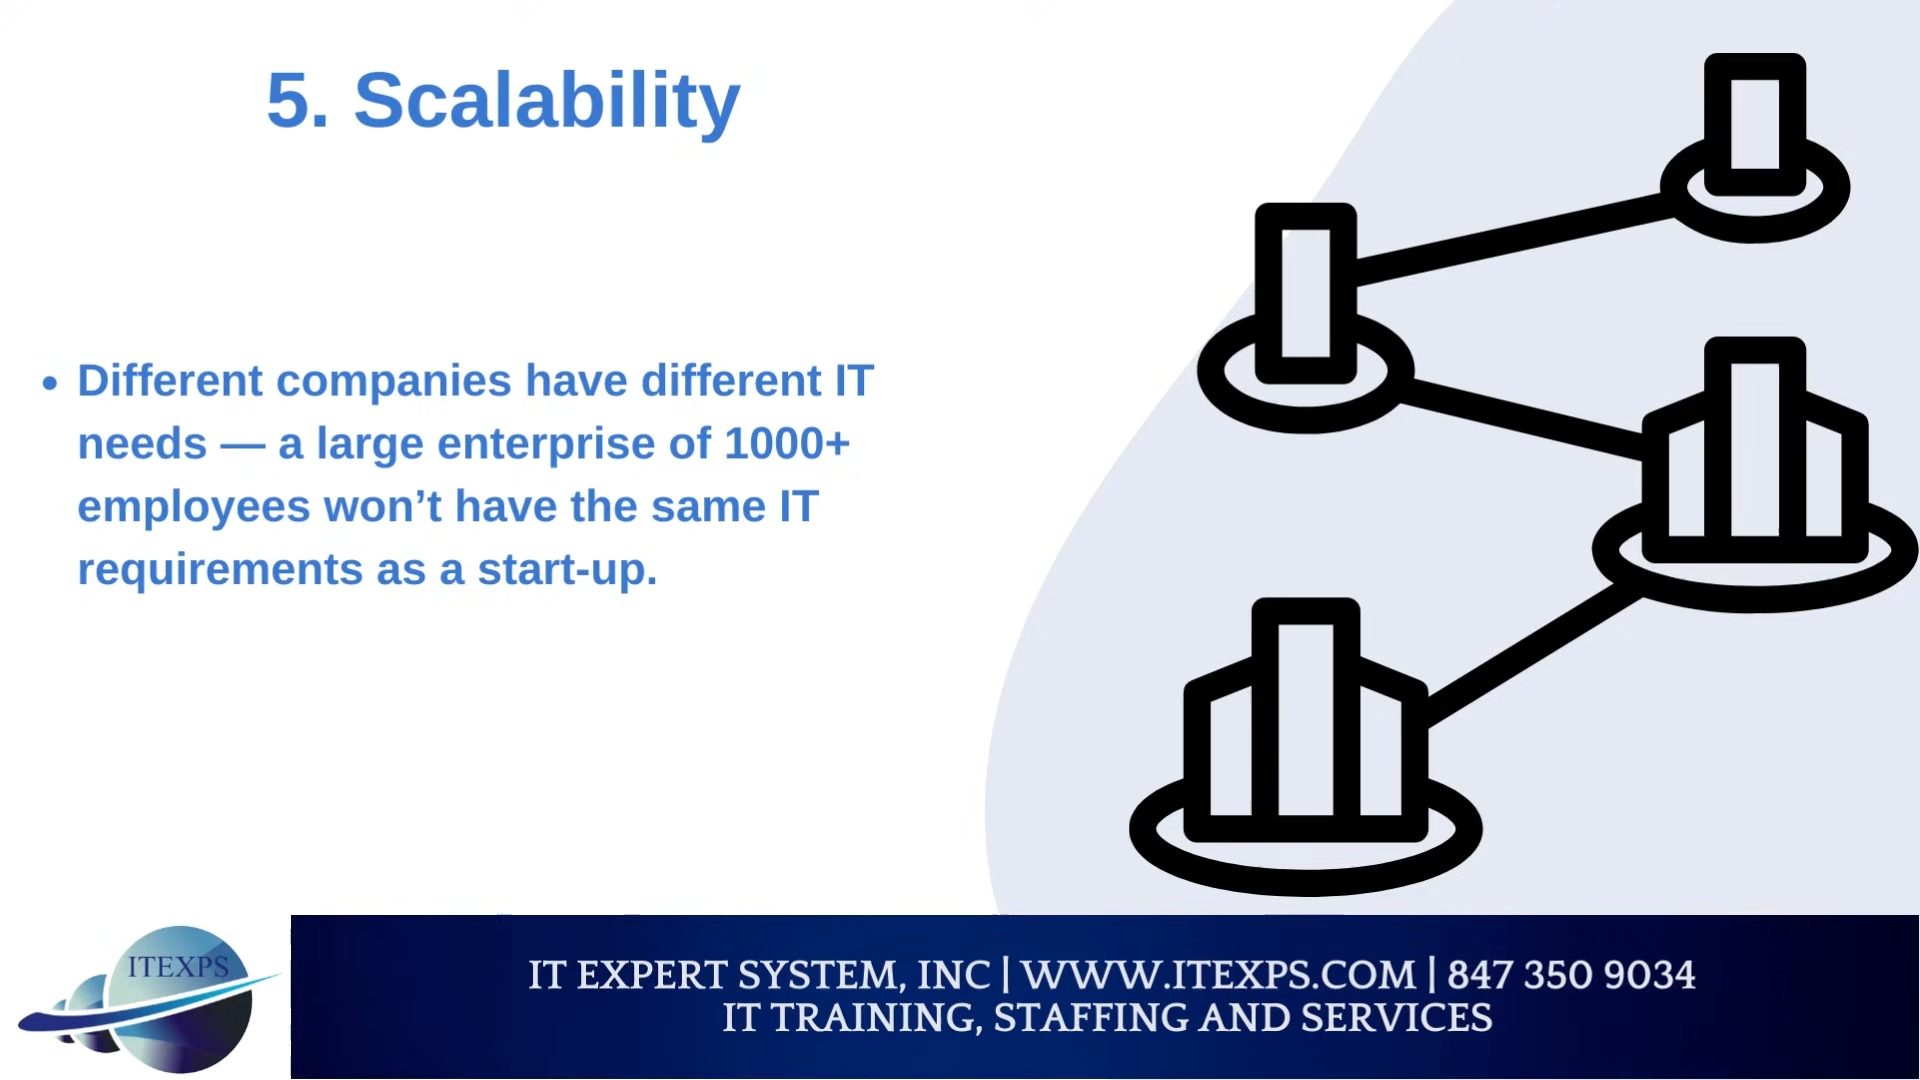 5. Scalability
• Different companies have different IT
needs — a large enterprise of 1000+
employees won’t have the same IT
requirements as a start-up.
ITEXPS
IT EXPERT SYSTEM, INC | WWW.ITEXPS.COM | 847 350 9034
IT TRAINING, STAFFING AND SERVICES